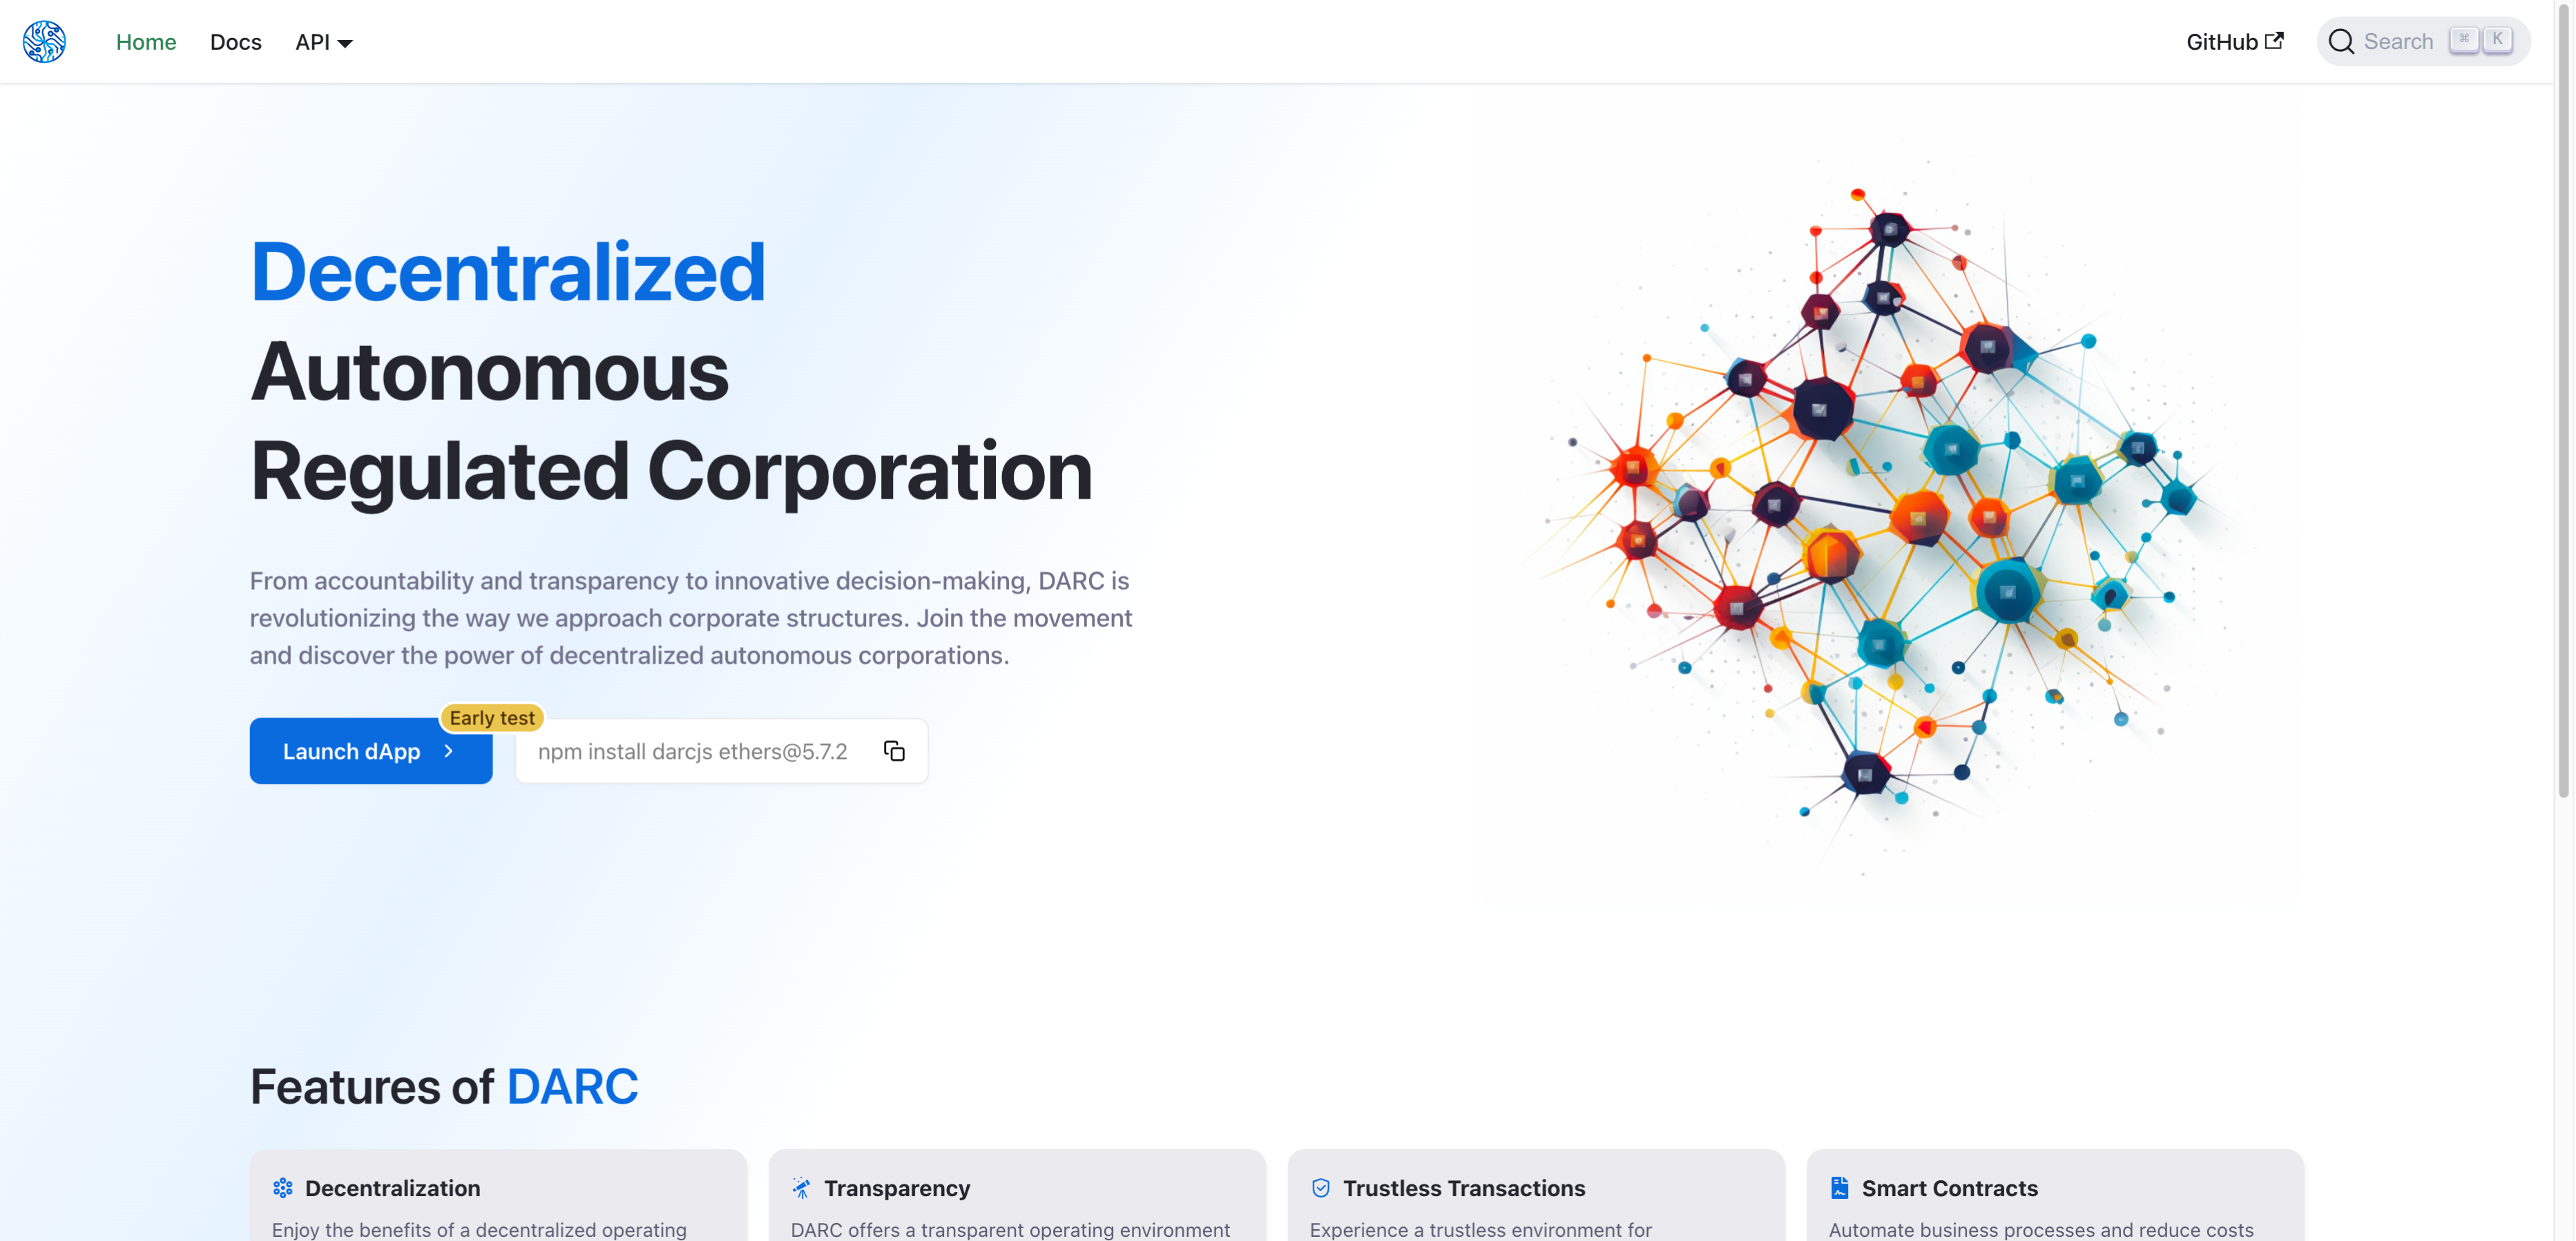 Home Docs API GitHub Search ⌘ K
Decentralized
Autonomous
Regulated Corporation
From accountability and transparency to innovative decision-making, DARC is
revolutionizing the way we approach corporate structures. Join the movement
and discover the power of decentralized autonomous corporations.
Early test
Launch dApp npm install darcjs ethers@5.7.2
Features of DARC
Decentralization
Enjoy the benefits of a decentralized operating
Transparency
DARC offers a transparent operating environment
Trustless Transactions
Experience a trustless environment for
Smart Contracts
Automate business processes and reduce costs